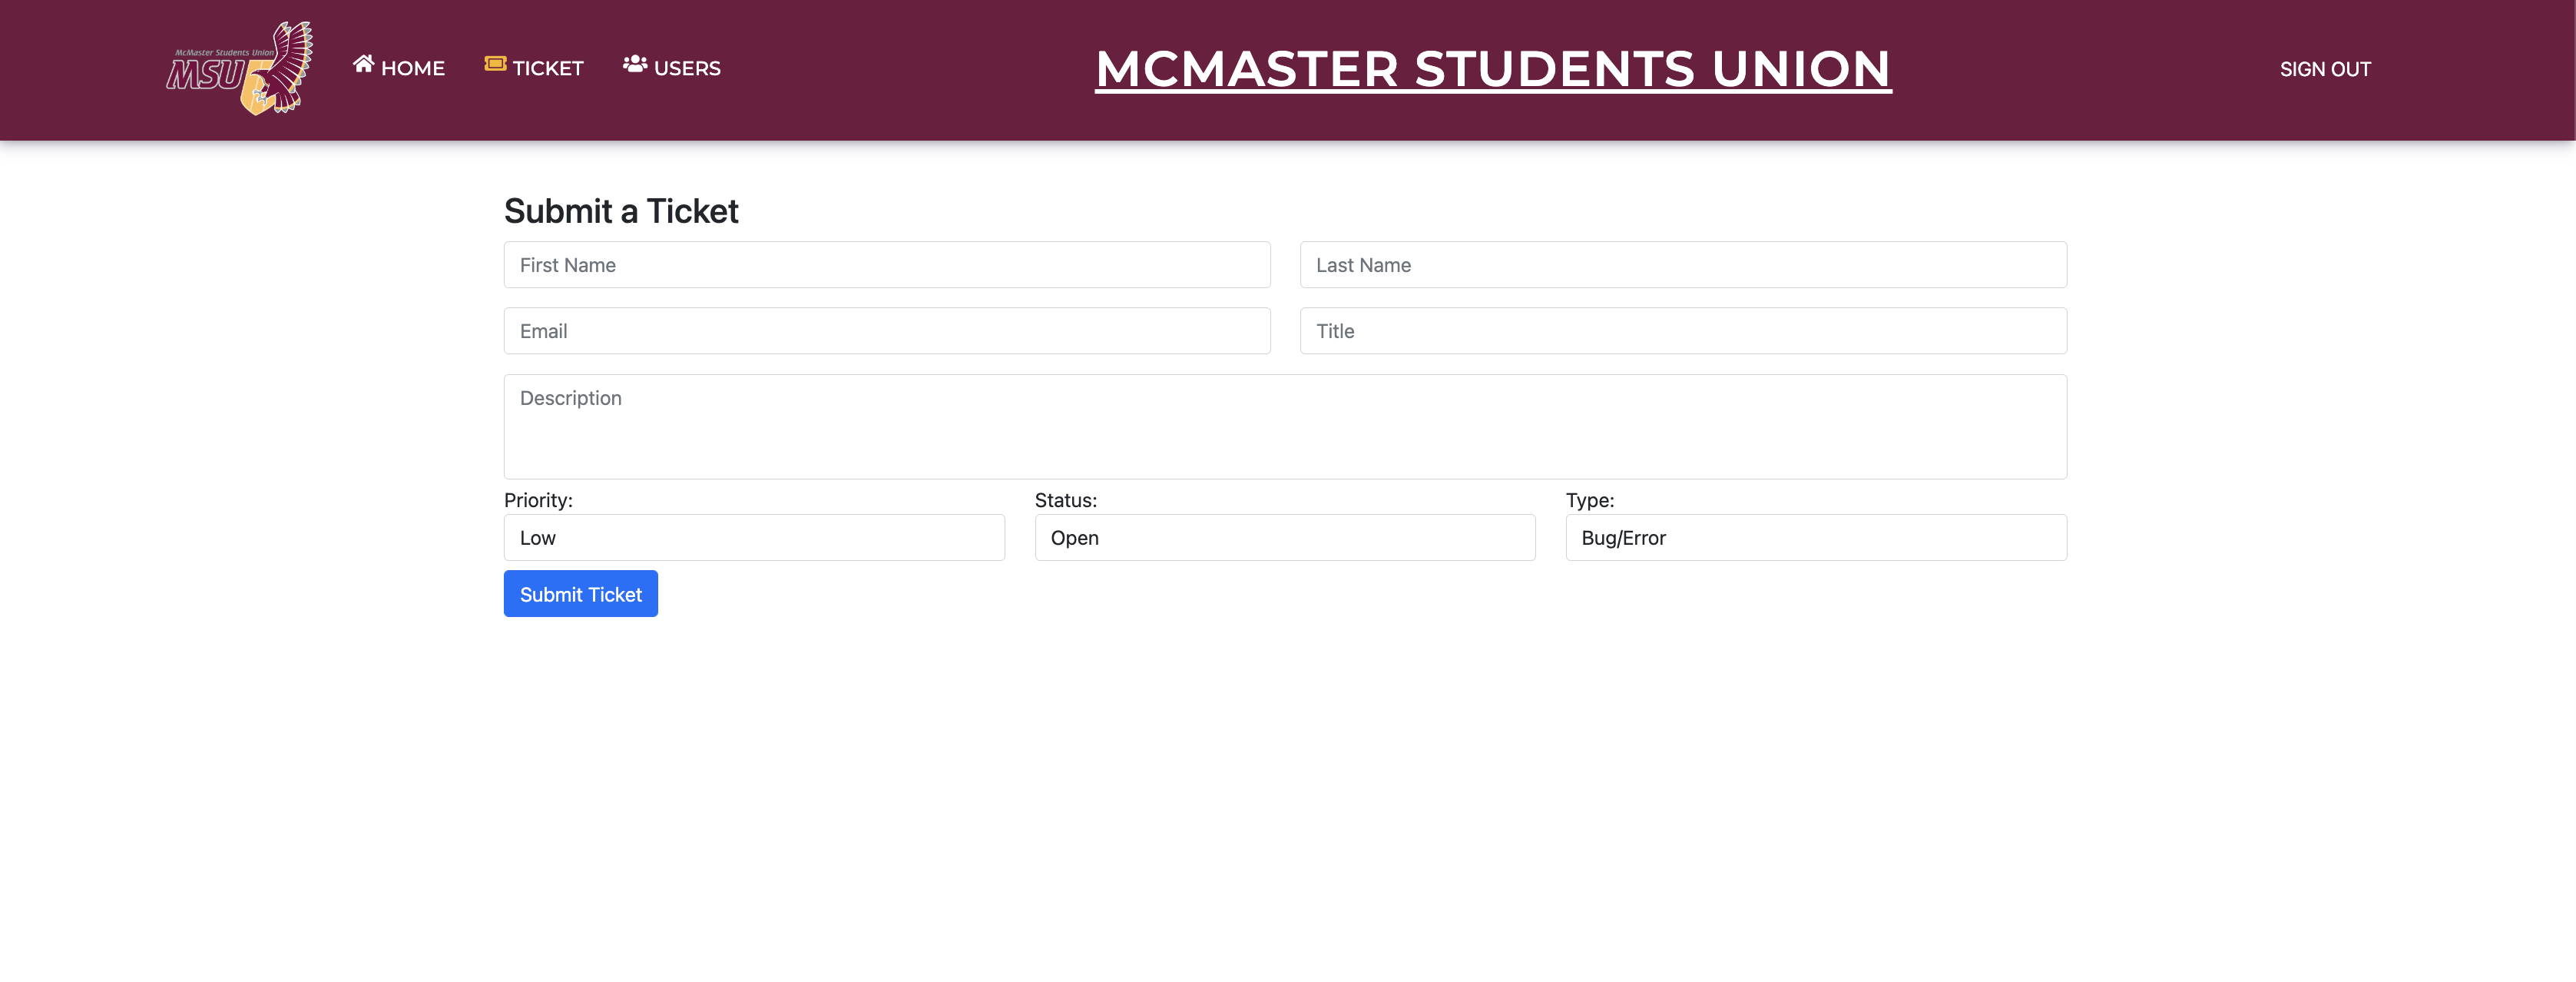 McMaster Students Union
MSU
HOME
TICKET
USERS
MCMASTER STUDENTS UNION
SIGN OUT
Submit a Ticket
First Name
Last Name
Email
Title
Description
Priority:
Status:
Type:
Low
Open
Bug/Error
Submit Ticket